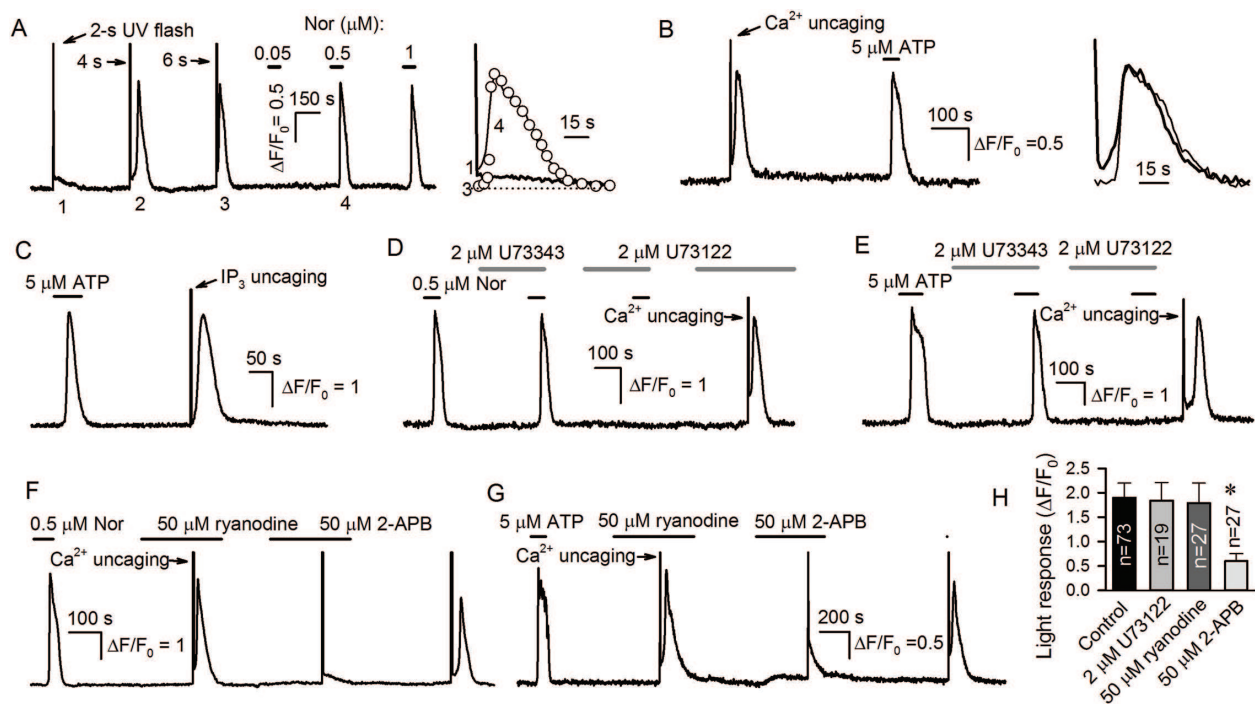 A
2-s UV flash
4 s
6 s
Nor (μM):
0.05
0.5
1
ΔF/F0 = 0.5
150 s
1
2
3
4
1
3
4
15 s
B
Ca2+ uncaging
5 μM ATP
100 s
ΔF/F0 =0.5
15 s
C
5 μM ATP
IP3 uncaging
50 s
ΔF/F0 = 1
D
2 μM U73343
2 μM U73122
0.5 μM Nor
Ca2+ uncaging
100 s
ΔF/F0 = 1
E
2 μM U73343
2 μM U73122
5 μM ATP
Ca2+ uncaging
100 s
ΔF/F0 = 1
F
0.5 μM Nor
50 μM ryanodine
50 μM 2-APB
Ca2+ uncaging
100 s
ΔF/F0 = 1
G
5 μM ATP
50 μM ryanodine
50 μM 2-APB
Ca2+ uncaging
200 s
ΔF/F0 =0.5
H
Light response (ΔF/F0)
2.5
2.0
1.5
1.0
0.5
0.0
n=73
n=19
n=27
*
n=27
Control
2 μM U73122
50 μM ryanodine
50 μM 2-APB